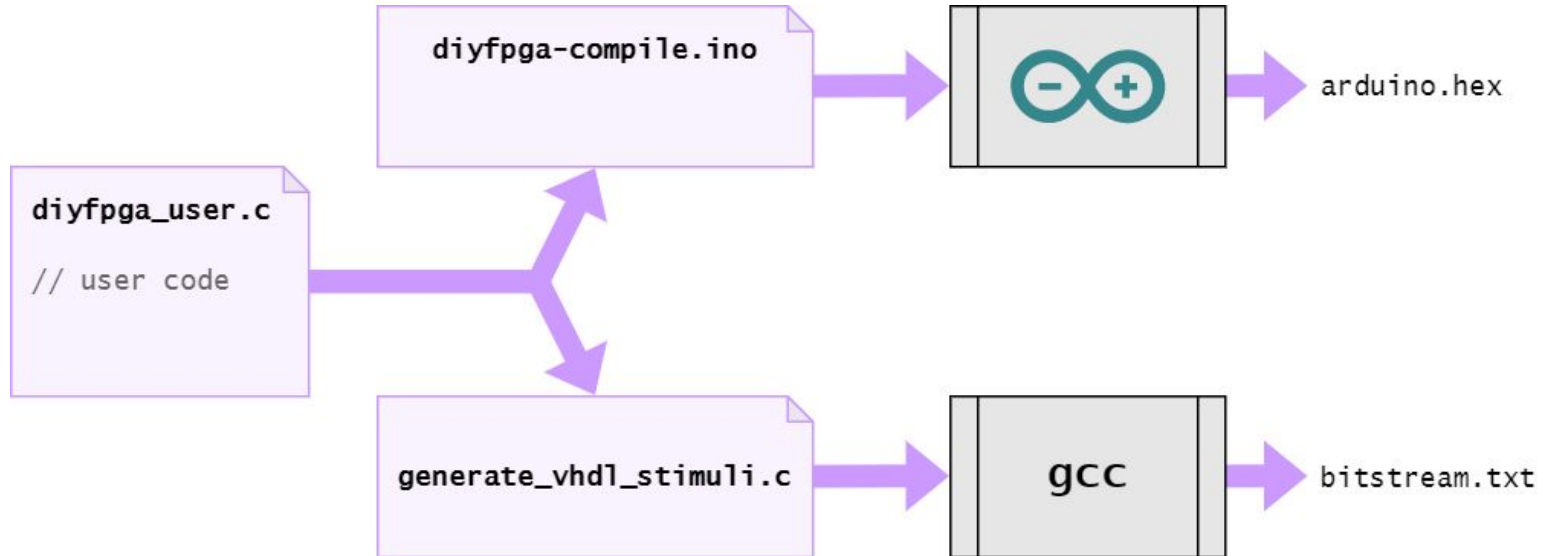 diyfpga-compile.ino
arduino.hex
diyfpga_user.c
// user code
generate_vhdl_stimuli.c
gcc
bitstream.txt